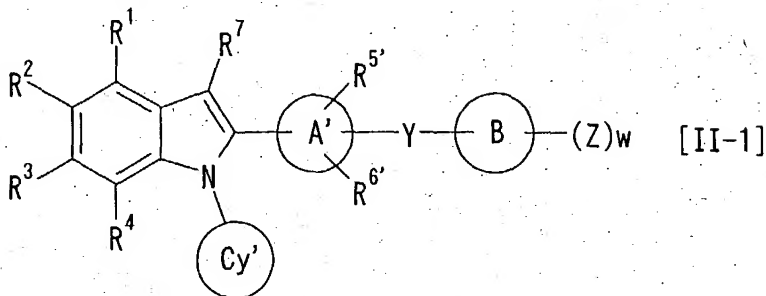 R¹ R⁷
R² R⁵'
A' Y B (Z)w [II-1]
R³ N R⁶'
R⁴
Cy'